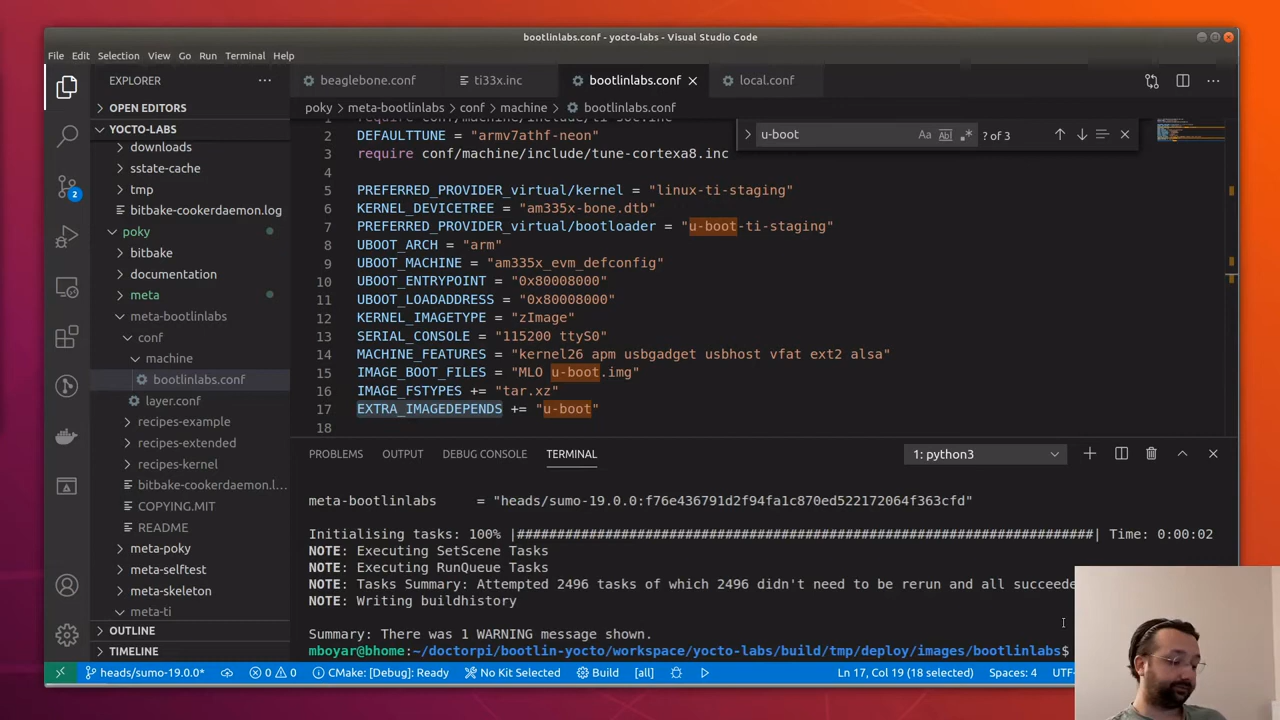 bootlinlabs.conf - yocto-labs - Visual Studio Code
File Edit Selection View Go Run Terminal Help
EXPLORER
OPEN EDITORS
YOCTO-LABS
downloads
sstate-cache
tmp
bitbake-cookerdaemon.log
poky
bitbake
documentation
meta
meta-bootlinlabs
conf
machine
bootlinlabs.conf
layer.conf
recipes-example
recipes-extended
recipes-kernel
bitbake-cookerdaemon.l...
COPYING.MIT
README
meta-poky
meta-selftest
meta-skeleton
meta-ti
OUTLINE
TIMELINE
beaglebone.conf ti33x.inc bootlinlabs.conf local.conf
poky > meta-bootlinlabs > conf > machine > bootlinlabs.conf
u-boot Aa Abl .* ? of 3
1 require conf/machine/include/ti-soc.inc
2 DEFAULTTUNE = "armv7athf-neon"
3 require conf/machine/include/tune-cortexa8.inc
4
5 PREFERRED_PROVIDER_virtual/kernel = "linux-ti-staging"
6 KERNEL_DEVICETREE = "am335x-bone.dtb"
7 PREFERRED_PROVIDER_virtual/bootloader = "u-boot-ti-staging"
8 UBOOT_ARCH = "arm"
9 UBOOT_MACHINE = "am335x_evm_defconfig"
10 UBOOT_ENTRYPOINT = "0x80008000"
11 UBOOT_LOADADDRESS = "0x80008000"
12 KERNEL_IMAGETYPE = "zImage"
13 SERIAL_CONSOLE = "115200 ttyS0"
14 MACHINE_FEATURES = "kernel26 apm usbgadget usbhost vfat ext2 alsa"
15 IMAGE_BOOT_FILES = "MLO u-boot.img"
16 IMAGE_FSTYPES += "tar.xz"
17 EXTRA_IMAGEDEPENDS += "u-boot"
18
PROBLEMS OUTPUT DEBUG CONSOLE TERMINAL 1: python3
meta-bootlinlabs = "heads/sumo-19.0.0:f76e436791d2f94fa1c870ed522172064f363cfd"
Initialising tasks: 100% |##########################################################################| Time: 0:00:02
NOTE: Executing SetScene Tasks
NOTE: Executing RunQueue Tasks
NOTE: Tasks Summary: Attempted 2496 tasks of which 2496 didn't need to be rerun and all succeede
NOTE: Writing buildhistory
Summary: There was 1 WARNING message shown.
mboyar@bhome:~/doctorpi/bootlin-yocto/workspace/yocto-labs/build/tmp/deploy/images/bootlinlabs$
2
heads/sumo-19.0.0* 0 0 CMake: [Debug]: Ready No Kit Selected Build [all] Ln 17, Col 19 (18 selected) Spaces: 4 UTF-